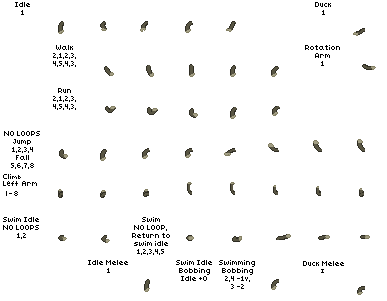 Idle
1
Duck
1
Walk
2,1,2,3,
4,5,4,3,
Rotation
Arm
1
Run
2,1,2,3,
4,5,4,3,
NO LOOPS
Jump
1,2,3,4
Fall
5,6,7,8
Climb
Left Arm
1-8
Swim Idle
NO LOOPS
1,2
Swim
NO LOOP,
Return to
swim idle
1,2,3,4,5
Swim Idle
Bobbing
Idle +0
Swimming
Bobbing
2,4 -1v,
3 -2
Idle Melee
1
Duck Melee
1